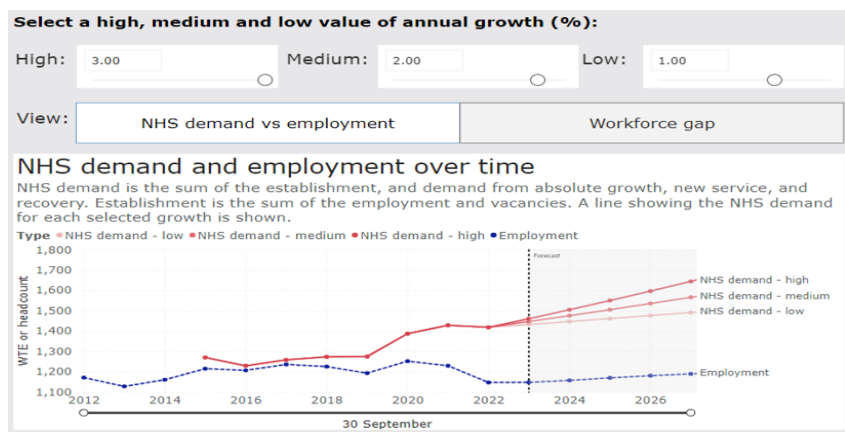 Select a high, medium and low value of annual growth (%):
High: 3.00 Medium: 2.00 Low: 1.00
View: NHS demand vs employment Workforce gap
NHS demand and employment over time
NHS demand is the sum of the establishment, and demand from absolute growth, new service, and
recovery. Establishment is the sum of the employment and vacancies. A line showing the NHS demand
for each selected growth is shown.
Type NHS demand - low NHS demand - medium NHS demand - high Employment
1,800
Forecast
1,700
NHS demand - high
1,600
NHS demand - medium
1,500
NHS demand - low
1,400
1,300
1,200
Employment
1,100
WTE or headcount
2012 2014 2016 2018 2020 2022 2024 2026
30 September